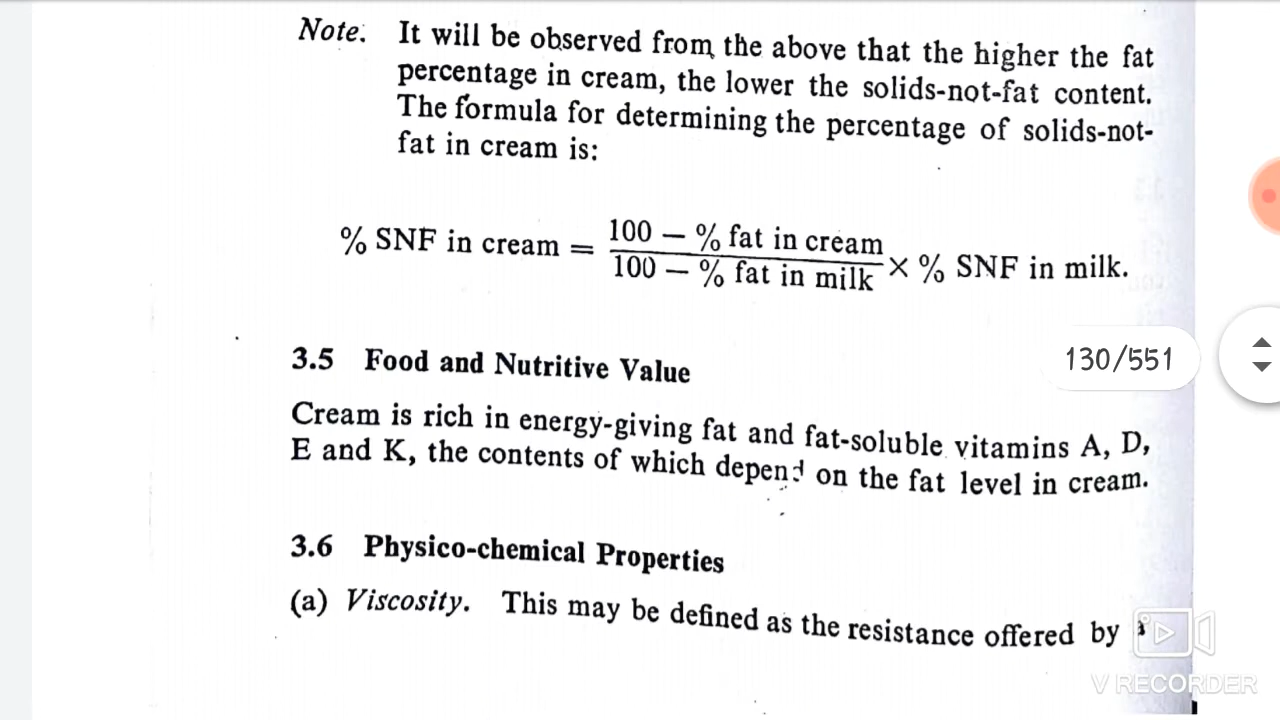 Note: It will be observed from the above that the higher the fat
percentage in cream, the lower the solids-not-fat content.
The formula for determining the percentage of solids-not-
fat in cream is:
% SNF in cream = (100 — % fat in cream) / (100 — % fat in milk) × % SNF in milk.
3.5 Food and Nutritive Value
130/551
Cream is rich in energy-giving fat and fat-soluble vitamins A, D,
E and K, the contents of which depend on the fat level in cream.
3.6 Physico-chemical Properties
(a) Viscosity. This may be defined as the resistance offered by
V RECORDER